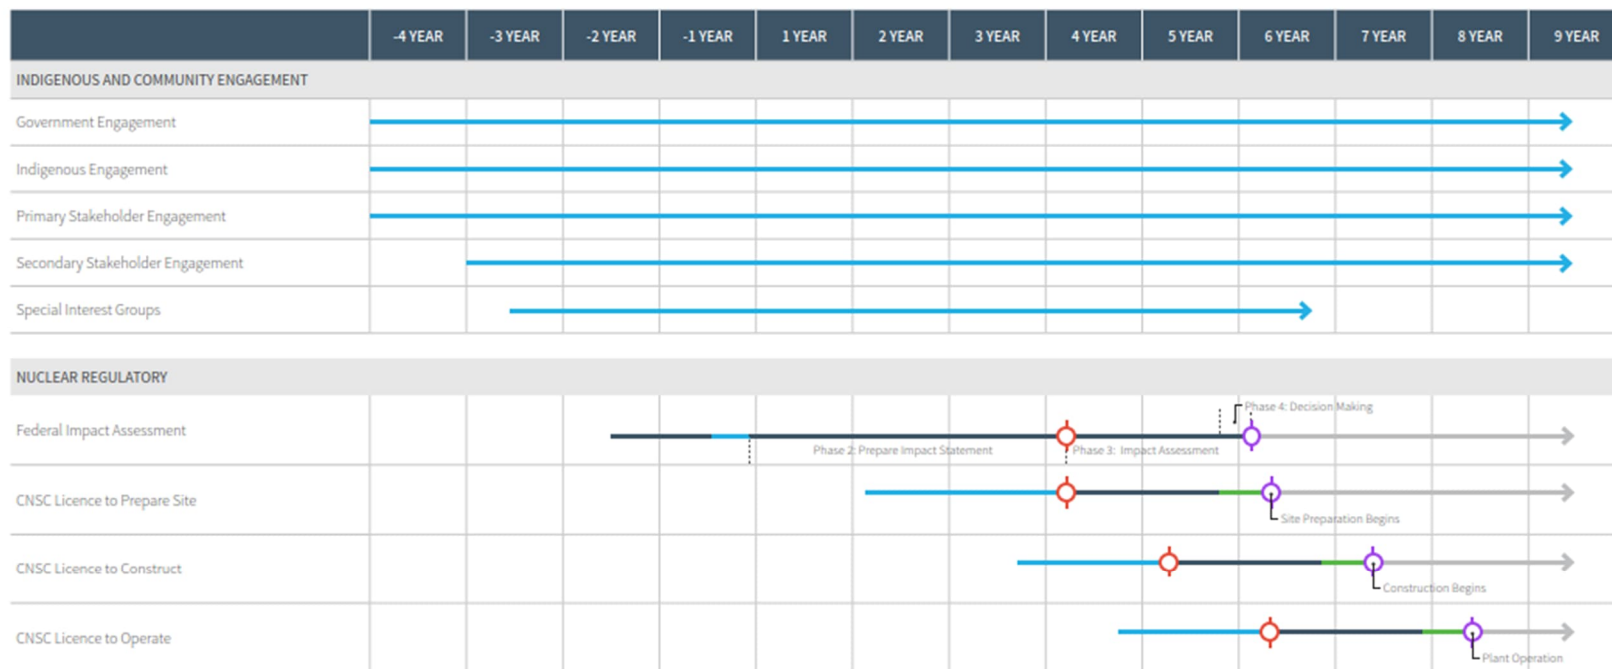 -4 YEAR -3 YEAR -2 YEAR -1 YEAR 1 YEAR 2 YEAR 3 YEAR 4 YEAR 5 YEAR 6 YEAR 7 YEAR 8 YEAR 9 YEAR
INDIGENOUS AND COMMUNITY ENGAGEMENT
Government Engagement
Indigenous Engagement
Primary Stakeholder Engagement
Secondary Stakeholder Engagement
Special Interest Groups
NUCLEAR REGULATORY
Phase 4: Decision Making
Federal Impact Assessment
Phase 2: Prepare Impact Statement Phase 3: Impact Assessment
CNSC Licence to Prepare Site
Site Preparation Begins
CNSC Licence to Construct
Construction Begins
CNSC Licence to Operate
Plant Operation